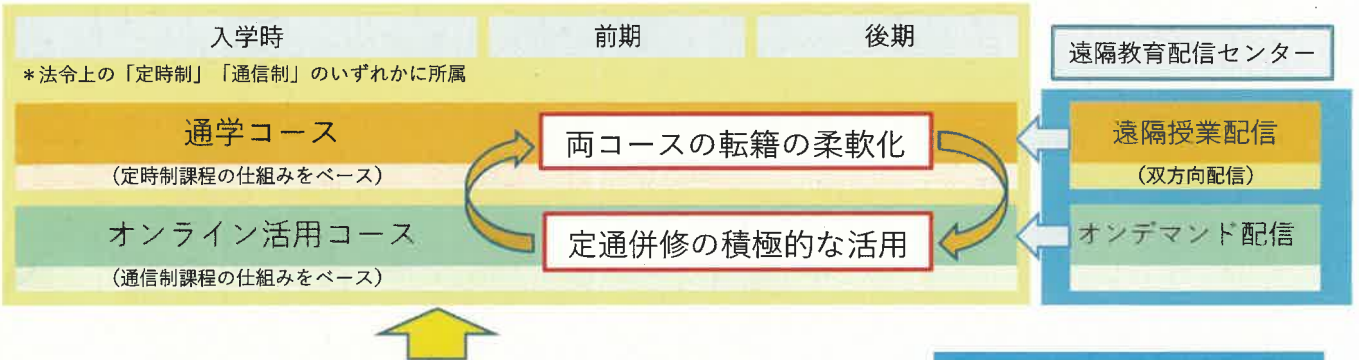 入学時
前期
後期
遠隔教育配信センター
*法令上の「定時制」「通信制」のいずれかに所属
通学コース
両コースの転籍の柔軟化
遠隔授業配信
(定時制課程の仕組みをベース)
(双方向配信)
オンライン活用コース
定通併修の積極的な活用
オンデマンド配信
(通信制課程の仕組みをベース)